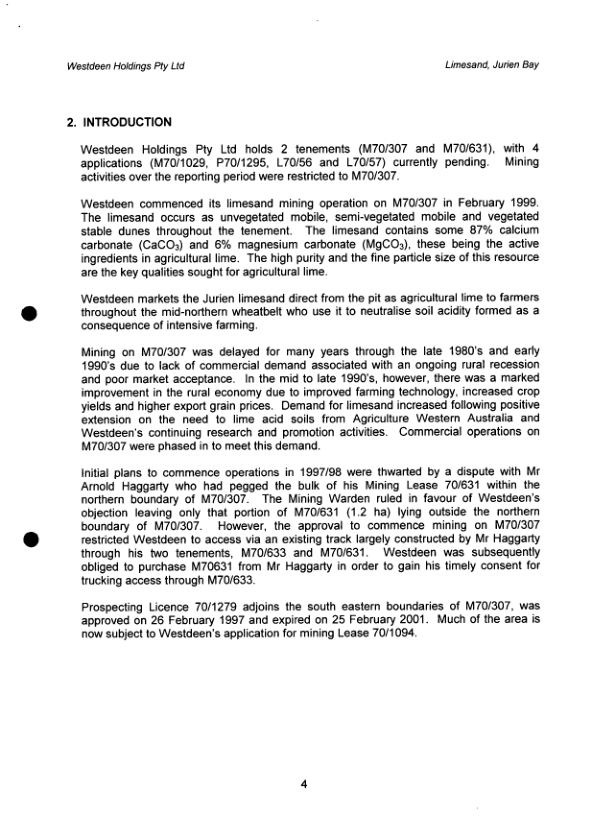 Westdeen Holdings Pty Ltd
Limesand, Jurien Bay
2. INTRODUCTION
Westdeen Holdings Pty Ltd holds 2 tenements (M70/307 and M70/631), with 4
applications (M70/1029, P70/1295, L70/56 and L70/57) currently pending. Mining
activities over the reporting period were restricted to M70/307.
Westdeen commenced its limesand mining operation on M70/307 in February 1999.
The limesand occurs as unvegetated mobile, semi-vegetated mobile and vegetated
stable dunes throughout the tenement. The limesand contains some 87% calcium
carbonate (CaCO₃) and 6% magnesium carbonate (MgCO₃), these being the active
ingredients in agricultural lime. The high purity and the fine particle size of this resource
are the key qualities sought for agricultural lime.
Westdeen markets the Jurien limesand direct from the pit as agricultural lime to farmers
throughout the mid-northern wheatbelt who use it to neutralise soil acidity formed as a
consequence of intensive farming.
Mining on M70/307 was delayed for many years through the late 1980's and early
1990's due to lack of commercial demand associated with an ongoing rural recession
and poor market acceptance. In the mid to late 1990's, however, there was a marked
improvement in the rural economy due to improved farming technology, increased crop
yields and higher export grain prices. Demand for limesand increased following positive
extension on the need to lime acid soils from Agriculture Western Australia and
Westdeen's continuing research and promotion activities. Commercial operations on
M70/307 were phased in to meet this demand.
Initial plans to commence operations in 1997/98 were thwarted by a dispute with Mr
Arnold Haggarty who had pegged the bulk of his Mining Lease 70/631 within the
northern boundary of M70/307. The Mining Warden ruled in favour of Westdeen's
objection leaving only that portion of M70/631 (1.2 ha) lying outside the northern
boundary of M70/307. However, the approval to commence mining on M70/307
restricted Westdeen to access via an existing track largely constructed by Mr Haggarty
through his two tenements, M70/633 and M70/631. Westdeen was subsequently
obliged to purchase M70631 from Mr Haggarty in order to gain his timely consent for
trucking access through M70/633.
Prospecting Licence 70/1279 adjoins the south eastern boundaries of M70/307, was
approved on 26 February 1997 and expired on 25 February 2001. Much of the area is
now subject to Westdeen's application for mining Lease 70/1094.
4